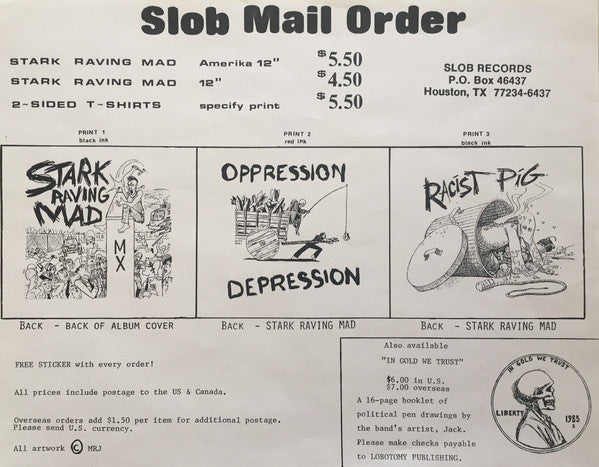 Slob Mail Order
STARK RAVING MAD Amerika 12" $5.50
STARK RAVING MAD 12" $4.50
2-SIDED T-SHIRTS specify print $5.50
SLOB RECORDS
P.O. Box 46437
Houston, TX 77234-6437
PRINT 1
black ink
PRINT 2
red ink
PRINT 3
black ink
STARK
RAVING
MAD
MX
OPPRESSION
DEPRESSION
RACIST PIG
BACK - BACK OF ALBUM COVER
BACK - STARK RAVING MAD
BACK - STARK RAVING MAD
FREE STICKER with every order!
All prices include postage to the US & Canada.
Overseas orders add $1.50 per item for additional postage.
Please send U.S. currency.
All artwork © MRJ
Also available
"IN GOLD WE TRUST"
$6.00 in U.S.
$7.00 overseas
A 16-page booklet of
political pen drawings by
the band's artist, Jack.
Please make checks payable
to LOBOTOMY PUBLISHING.
IN GOLD WE TRUST
LIBERTY
1985
S